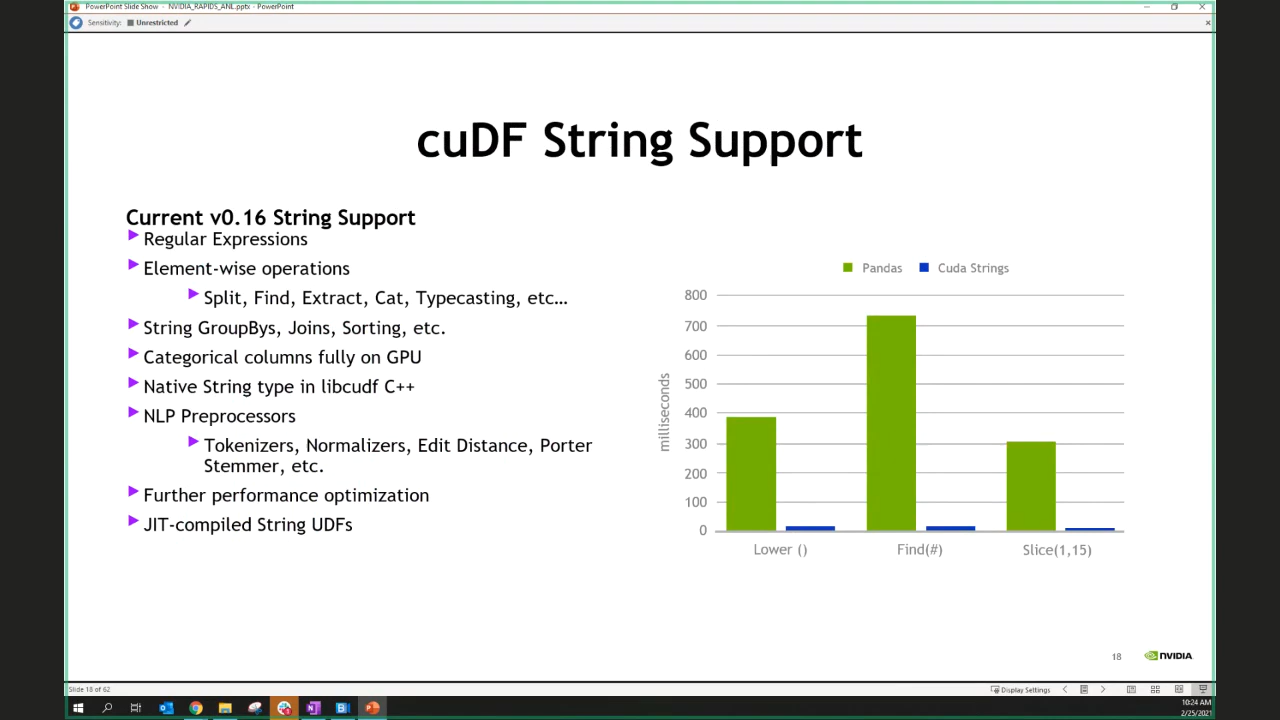 PowerPoint Slide Show - NVIDIA_RAPIDS_ANL.pptx - PowerPoint
Sensitivity: Unrestricted
cuDF String Support
Current v0.16 String Support
Regular Expressions
Element-wise operations
Split, Find, Extract, Cat, Typecasting, etc…
String GroupBys, Joins, Sorting, etc.
Categorical columns fully on GPU
Native String type in libcudf C++
NLP Preprocessors
Tokenizers, Normalizers, Edit Distance, Porter
Stemmer, etc.
Further performance optimization
JIT-compiled String UDFs
Pandas Cuda Strings
milliseconds
800
700
600
500
400
300
200
100
0
Lower () Find(#) Slice(1,15)
18 NVIDIA
Slide 18 of 62 Display Settings
10:24 AM
2/25/2021